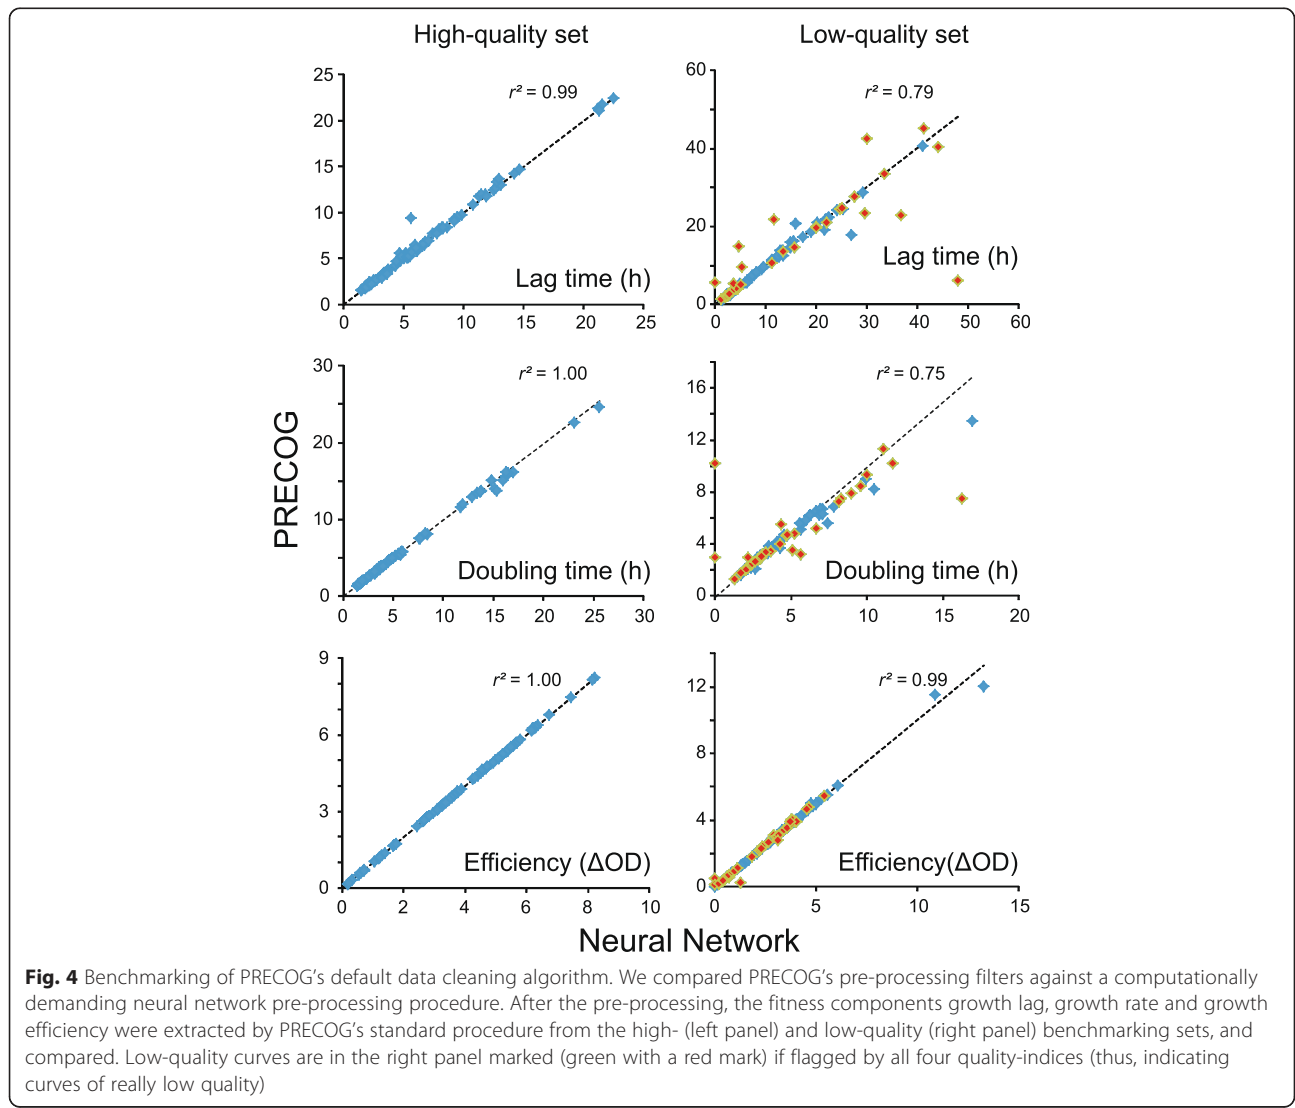 High-quality set
Low-quality set
25
20
15
10
5
0
r² = 0.99
Lag time (h)
0 5 10 15 20 25
60
40
20
0
r² = 0.79
Lag time (h)
0 10 20 30 40 50 60
PRECOG
30
20
10
0
r² = 1.00
Doubling time (h)
0 5 10 15 20 25 30
16
12
8
4
0
r² = 0.75
Doubling time (h)
0 5 10 15 20
9
6
3
0
r² = 1.00
Efficiency (ΔOD)
0 2 4 6 8 10
12
8
4
0
r² = 0.99
Efficiency(ΔOD)
0 5 10 15
Neural Network
Fig. 4 Benchmarking of PRECOG's default data cleaning algorithm. We compared PRECOG's pre-processing filters against a computationally
demanding neural network pre-processing procedure. After the pre-processing, the fitness components growth lag, growth rate and growth
efficiency were extracted by PRECOG's standard procedure from the high- (left panel) and low-quality (right panel) benchmarking sets, and
compared. Low-quality curves are in the right panel marked (green with a red mark) if flagged by all four quality-indices (thus, indicating
curves of really low quality)